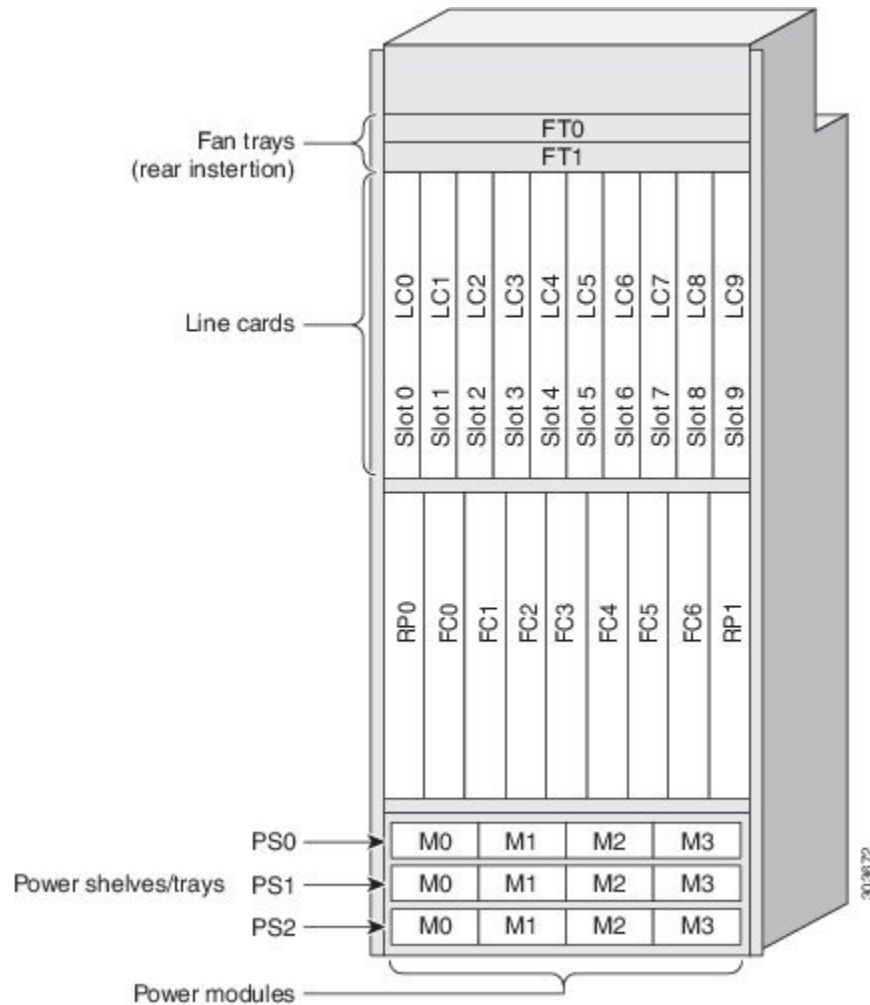 FT0
Fan trays
(rear instertion)
FT1
LC0 LC1 LC2 LC3 LC4 LC5 LC6 LC7 LC8 LC9
Line cards
Slot 0 Slot 1 Slot 2 Slot 3 Slot 4 Slot 5 Slot 6 Slot 7 Slot 8 Slot 9
RP0 FC0 FC1 FC2 FC3 FC4 FC5 FC6 RP1
PS0 M0 M1 M2 M3
Power shelves/trays PS1 M0 M1 M2 M3
PS2 M0 M1 M2 M3
Power modules
303672